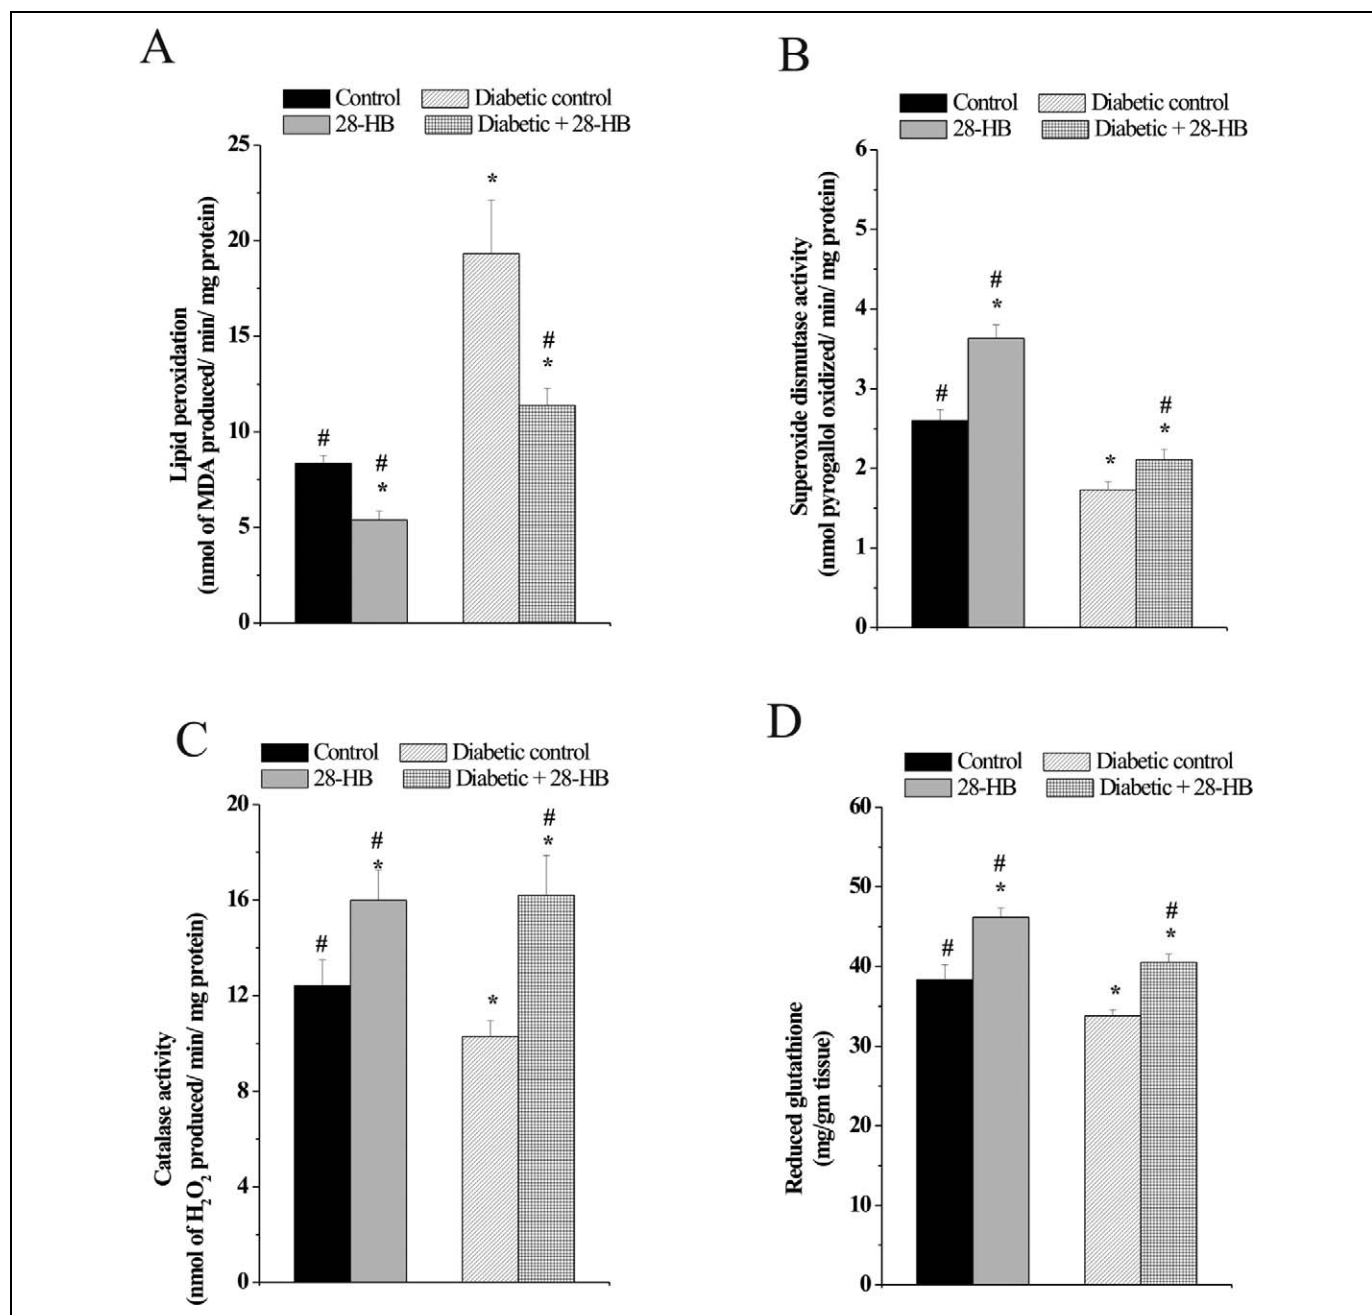 A
Control
Diabetic control
28-HB
Diabetic + 28-HB
25
20
15
10
5
0
Lipid peroxidation
(nmol of MDA produced/ min/ mg protein)
#
#
*
*
#
*
B
Control
Diabetic control
28-HB
Diabetic + 28-HB
6
5
4
3
2
1
0
Superoxide dismutase activity
(nmol pyrogallol oxidized/ min/ mg protein)
#
#
*
*
#
*
C
Control
Diabetic control
28-HB
Diabetic + 28-HB
20
16
12
8
4
0
Catalase activity
(nmol of H₂O₂ produced/ min/ mg protein)
#
#
*
*
#
*
D
Control
Diabetic control
28-HB
Diabetic + 28-HB
60
50
40
30
20
10
0
Reduced glutathione
(mg/gm tissue)
#
#
*
*
#
*